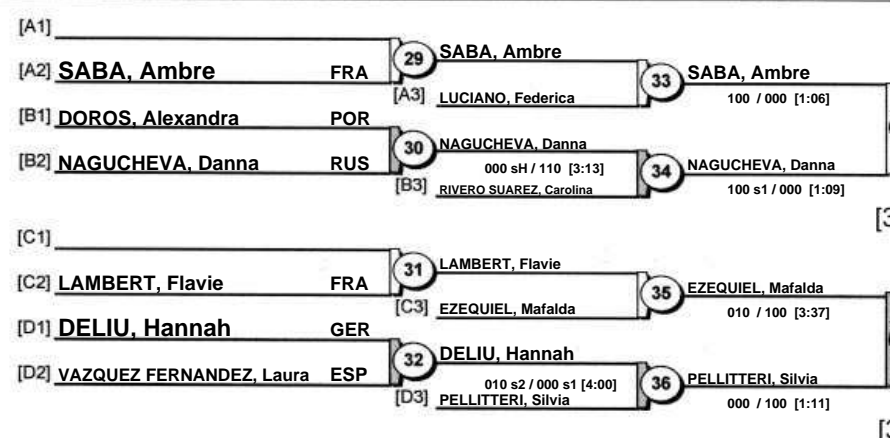 [A1]
[A2] SABA, Ambre FRA
29
[A3]
SABA, Ambre
LUCIANO, Federica
33
SABA, Ambre
100 / 000 [1:06]
[B1] DOROS, Alexandra POR
[B2] NAGUCHEVA, Danna RUS
30
[B3]
NAGUCHEVA, Danna
000 sH / 110 [3:13]
RIVERO SUAREZ, Carolina
34
NAGUCHEVA, Danna
100 s1 / 000 [1:09]
[3
[C1]
[C2] LAMBERT, Flavie FRA
31
[C3]
LAMBERT, Flavie
EZEQUIEL, Mafalda
35
EZEQUIEL, Mafalda
010 / 100 [3:37]
[D1] DELIU, Hannah GER
[D2] VAZQUEZ FERNANDEZ, Laura ESP
32
[D3]
DELIU, Hannah
010 s2 / 000 s1 [4:00]
PELLITTERI, Silvia
36
PELLITTERI, Silvia
000 / 100 [1:11]